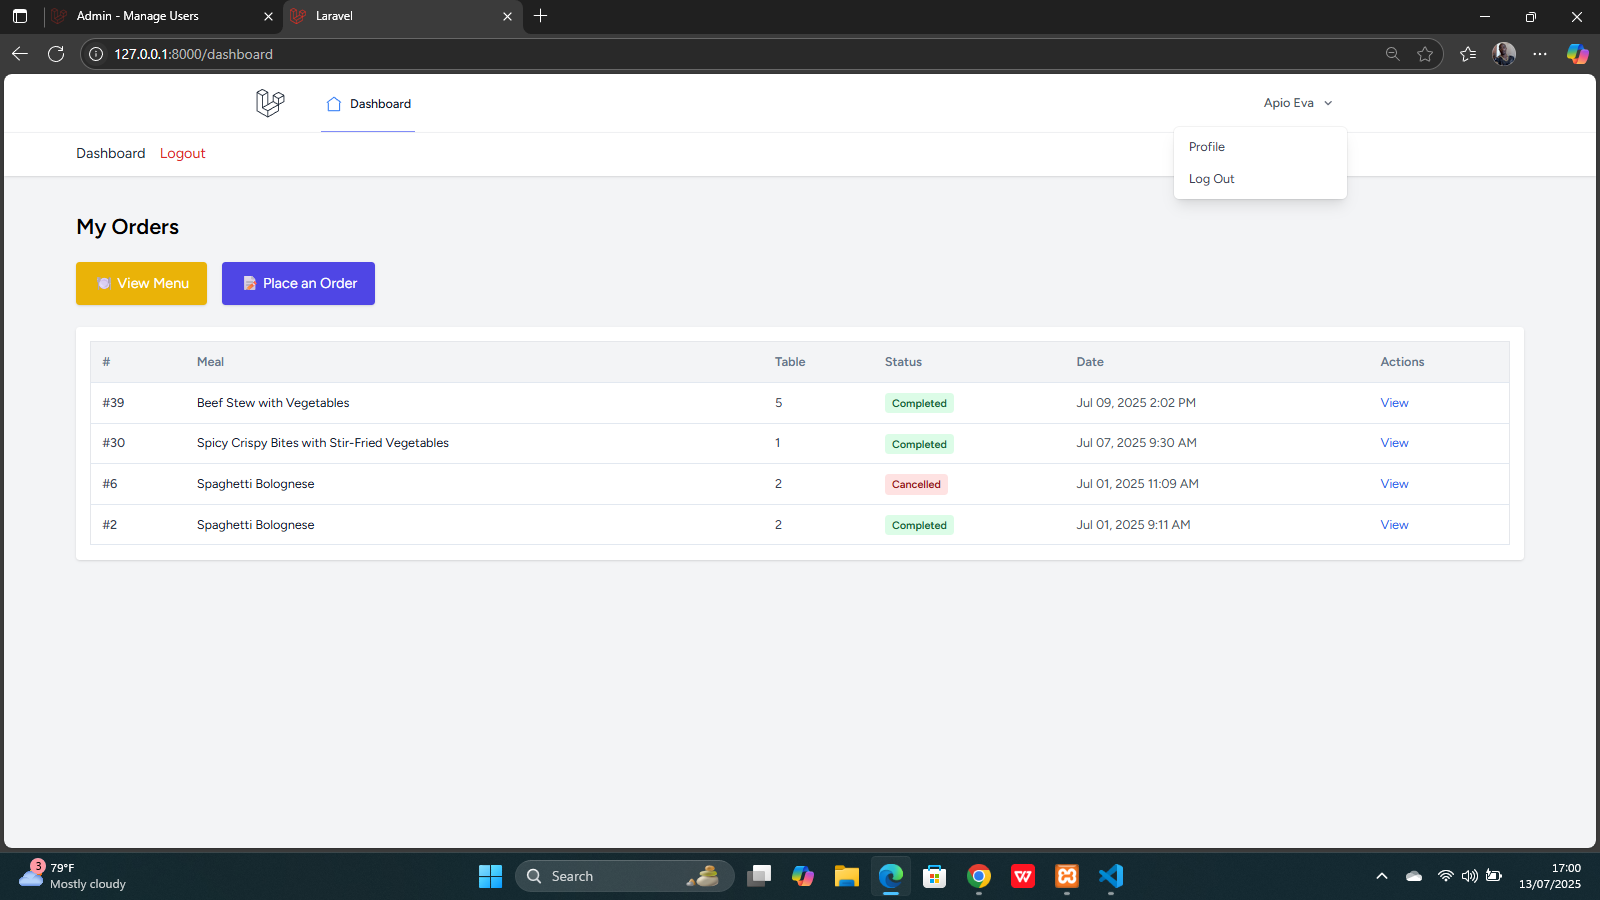 Admin - Manage Users
Laravel
127.0.0.1:8000/dashboard
Dashboard
Apio Eva
Dashboard Logout
Profile
Log Out
My Orders
View Menu
Place an Order
# Meal Table Status Date Actions
#39 Beef Stew with Vegetables 5 Completed Jul 09, 2025 2:02 PM View
#30 Spicy Crispy Bites with Stir-Fried Vegetables 1 Completed Jul 07, 2025 9:30 AM View
#6 Spaghetti Bolognese 2 Cancelled Jul 01, 2025 11:09 AM View
#2 Spaghetti Bolognese 2 Completed Jul 01, 2025 9:11 AM View
3
79°F
Mostly cloudy
Search
W
17:00
13/07/2025